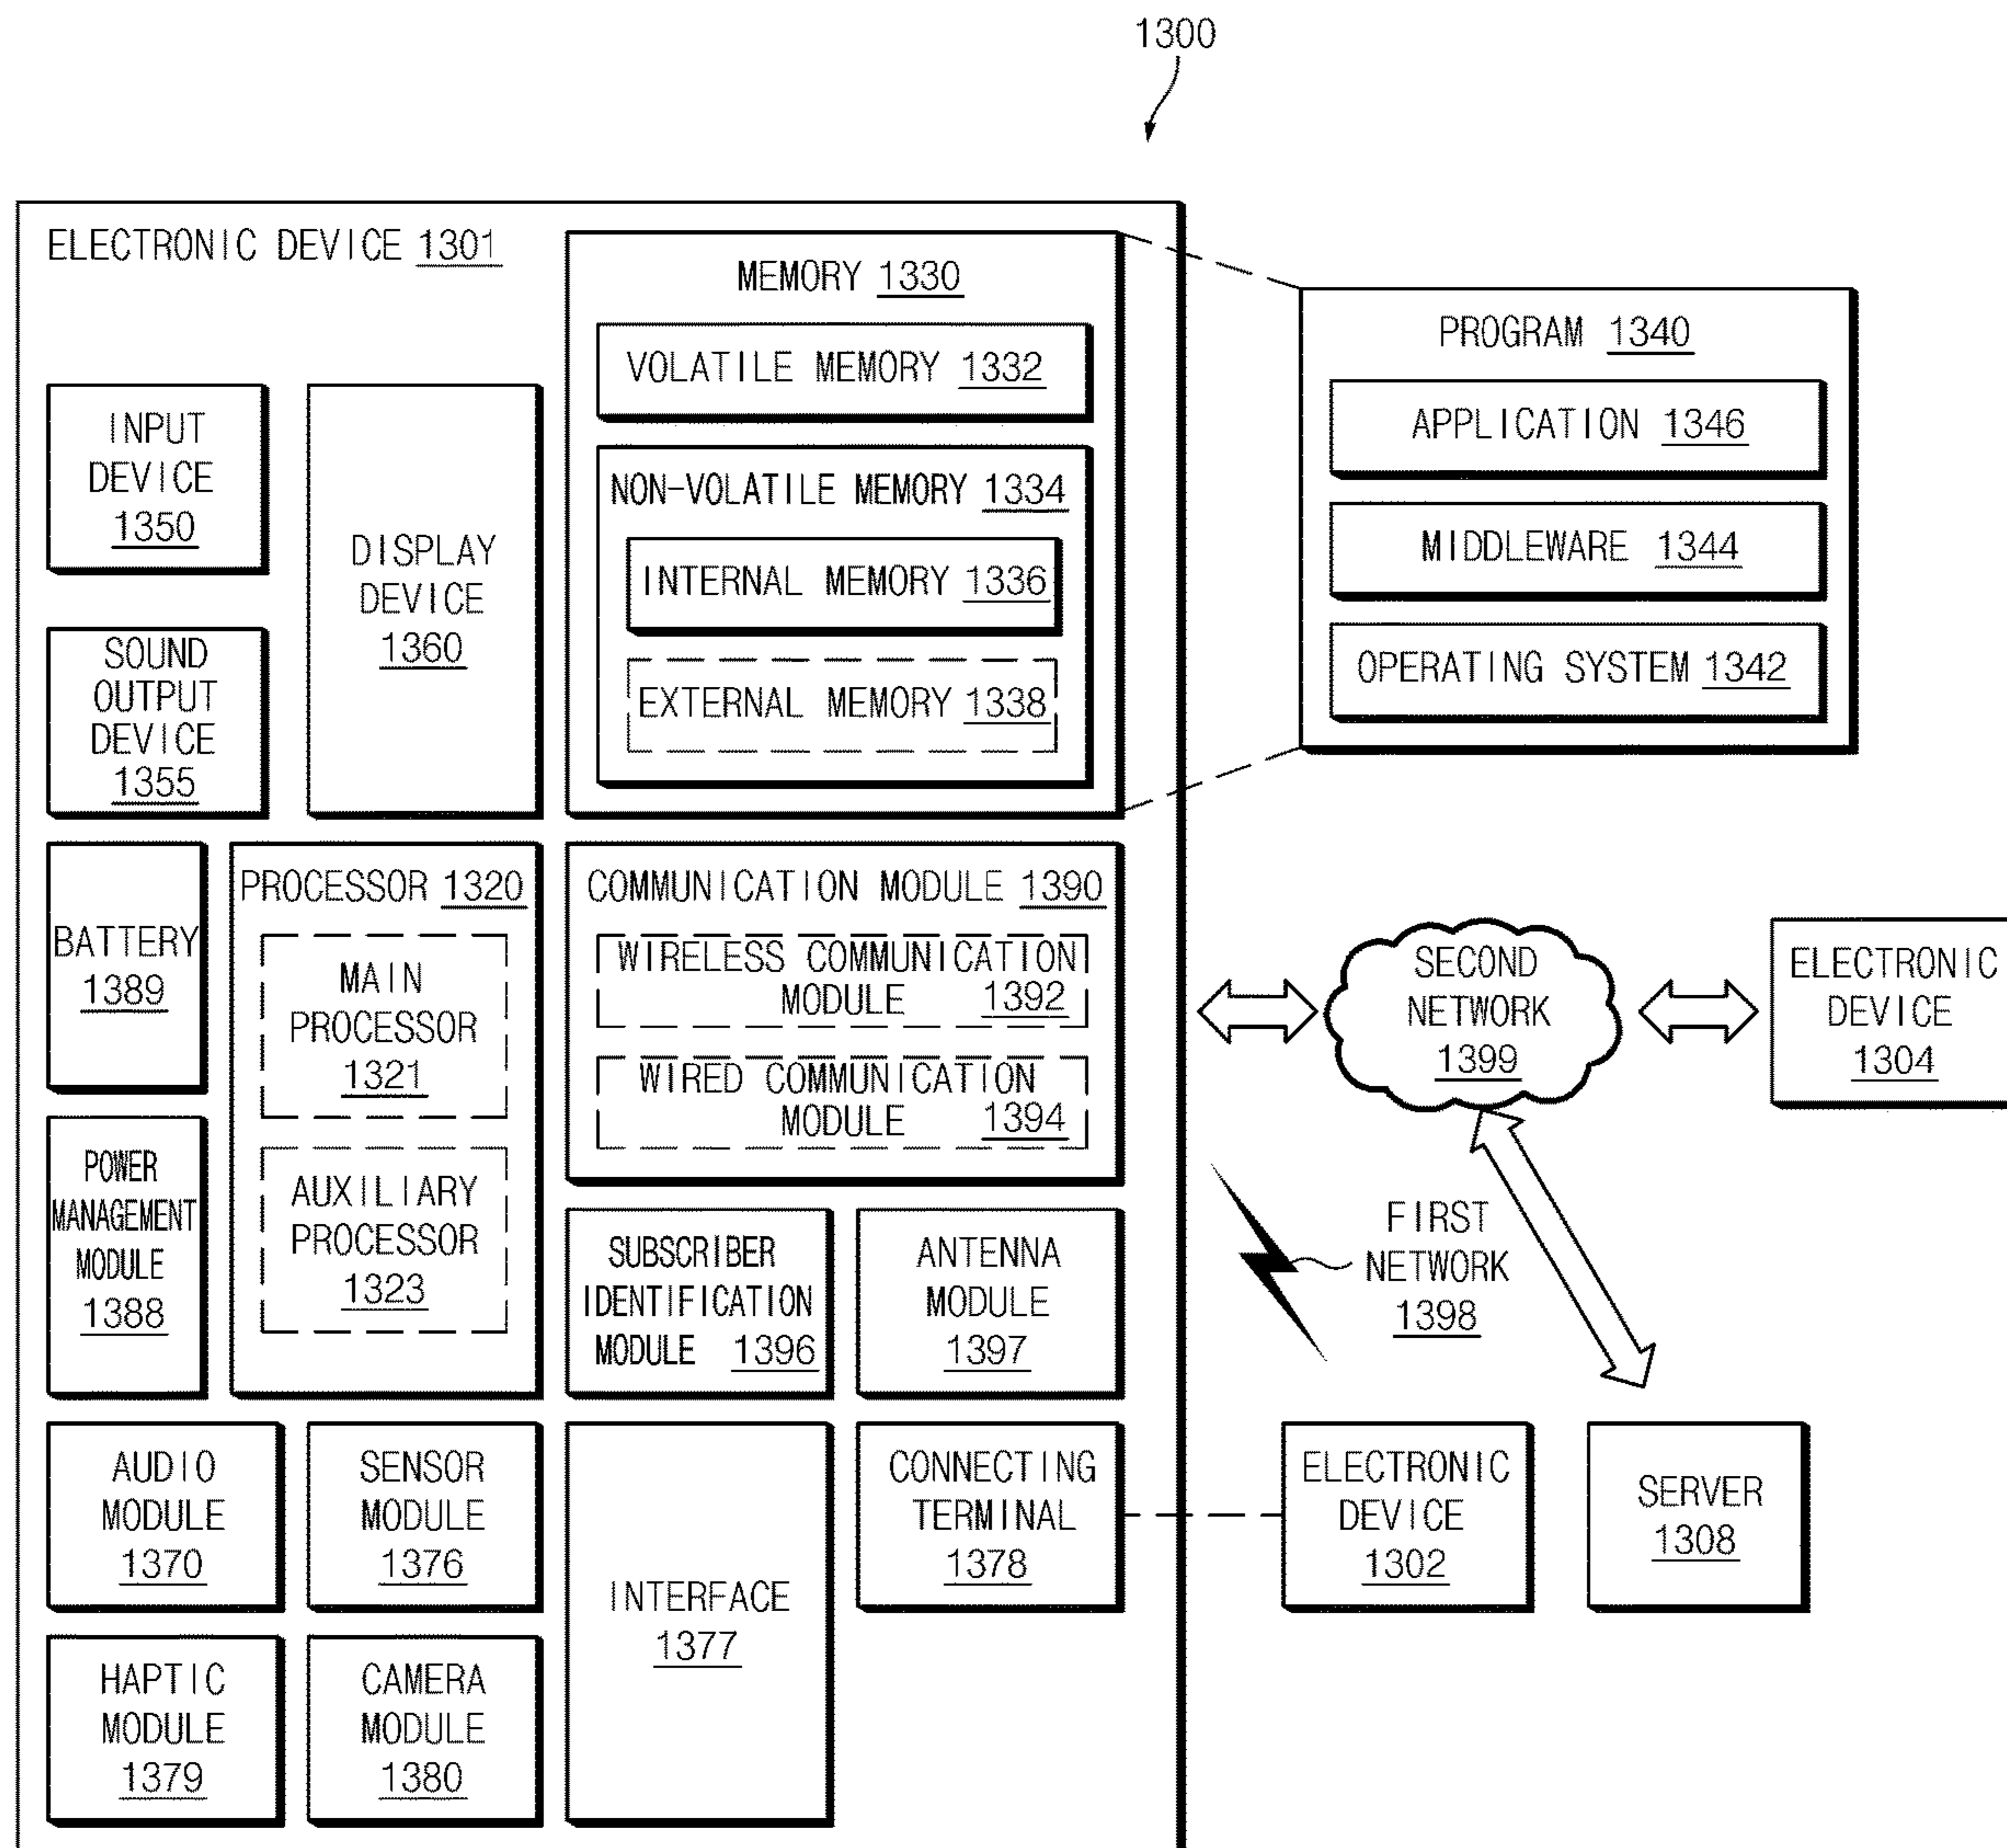 1300
ELECTRONIC DEVICE 1301
MEMORY 1330
VOLATILE MEMORY 1332
NON-VOLATILE MEMORY 1334
INTERNAL MEMORY 1336
EXTERNAL MEMORY 1338
PROGRAM 1340
APPLICATION 1346
MIDDLEWARE 1344
OPERATING SYSTEM 1342
INPUT
DEVICE
1350
DISPLAY
DEVICE
1360
SOUND
OUTPUT
DEVICE
1355
BATTERY
1389
PROCESSOR 1320
MAIN
PROCESSOR
1321
AUXILIARY
PROCESSOR
1323
COMMUNICATION MODULE 1390
WIRELESS COMMUNICATION
MODULE 1392
WIRED COMMUNICATION
MODULE 1394
SECOND
NETWORK
1399
ELECTRONIC
DEVICE
1304
POWER
MANAGEMENT
MODULE
1388
SUBSCRIBER
IDENTIFICATION
MODULE 1396
ANTENNA
MODULE
1397
FIRST
NETWORK
1398
AUDIO
MODULE
1370
SENSOR
MODULE
1376
INTERFACE
1377
CONNECTING
TERMINAL
1378
ELECTRONIC
DEVICE
1302
SERVER
1308
HAPTIC
MODULE
1379
CAMERA
MODULE
1380